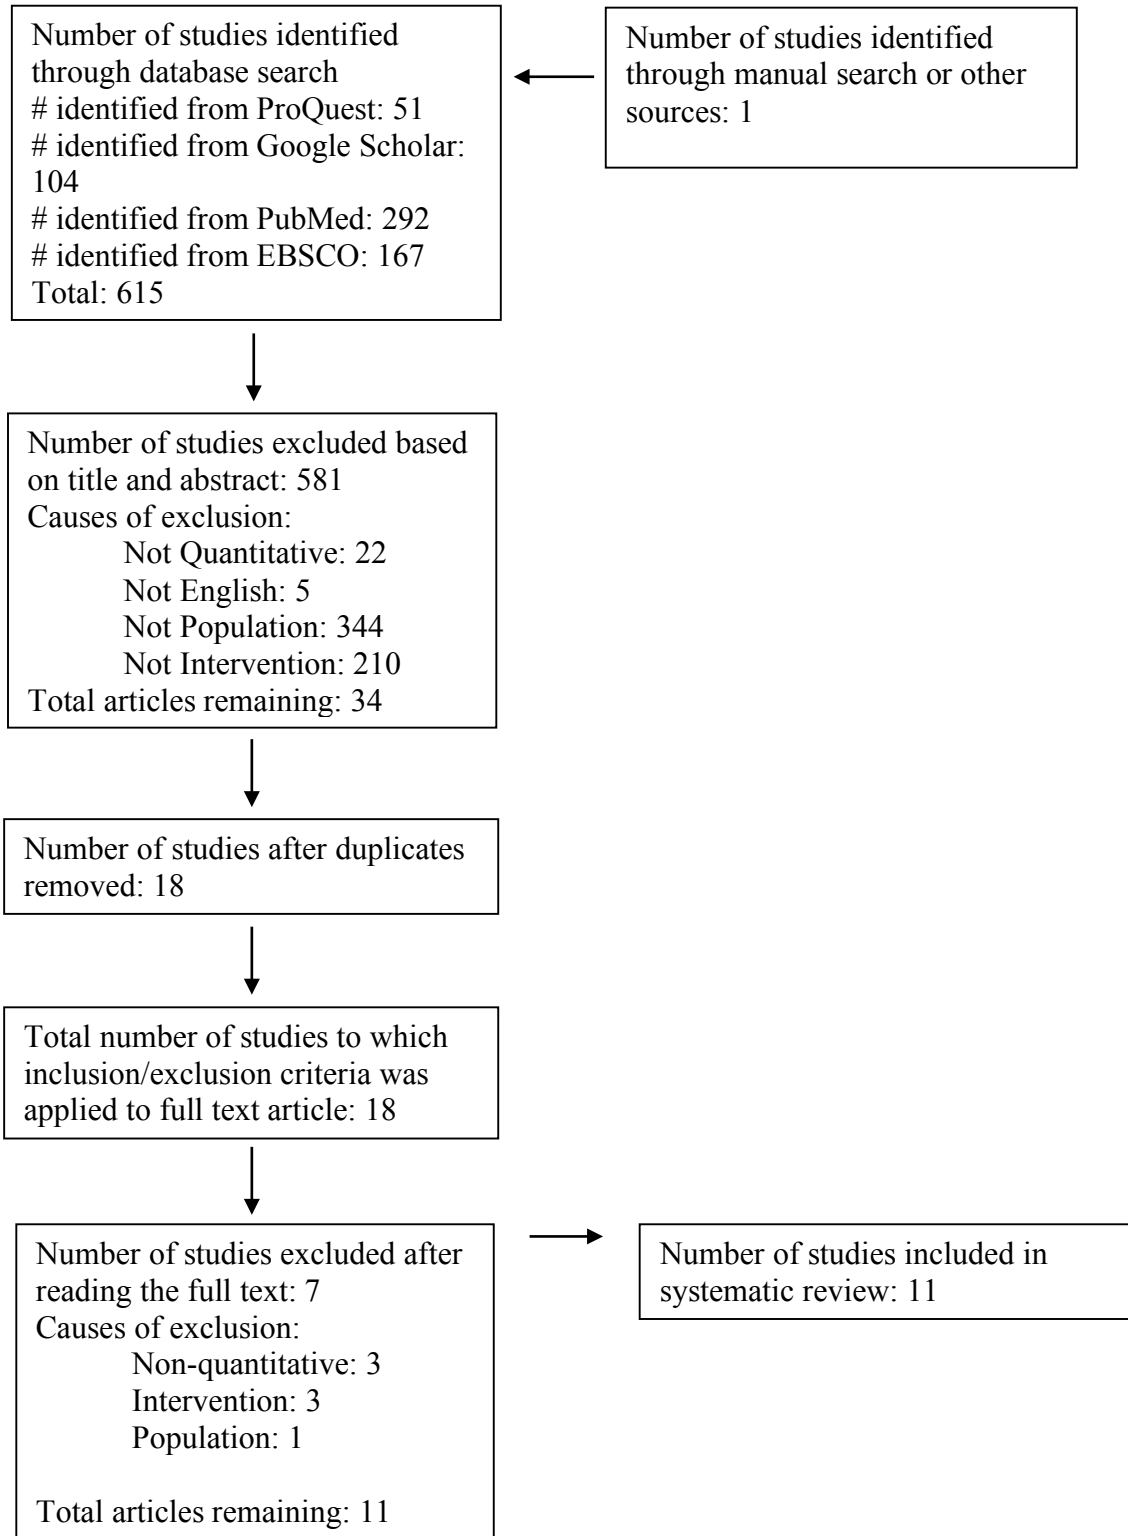 Number of studies identified
through database search
# identified from ProQuest: 51
# identified from Google Scholar:
104
# identified from PubMed: 292
# identified from EBSCO: 167
Total: 615
Number of studies identified
through manual search or other
sources: 1
Number of studies excluded based
on title and abstract: 581
Causes of exclusion:
Not Quantitative: 22
Not English: 5
Not Population: 344
Not Intervention: 210
Total articles remaining: 34
Number of studies after duplicates
removed: 18
Total number of studies to which
inclusion/exclusion criteria was
applied to full text article: 18
Number of studies excluded after
reading the full text: 7
Causes of exclusion:
Non-quantitative: 3
Intervention: 3
Population: 1
Total articles remaining: 11
Number of studies included in
systematic review: 11